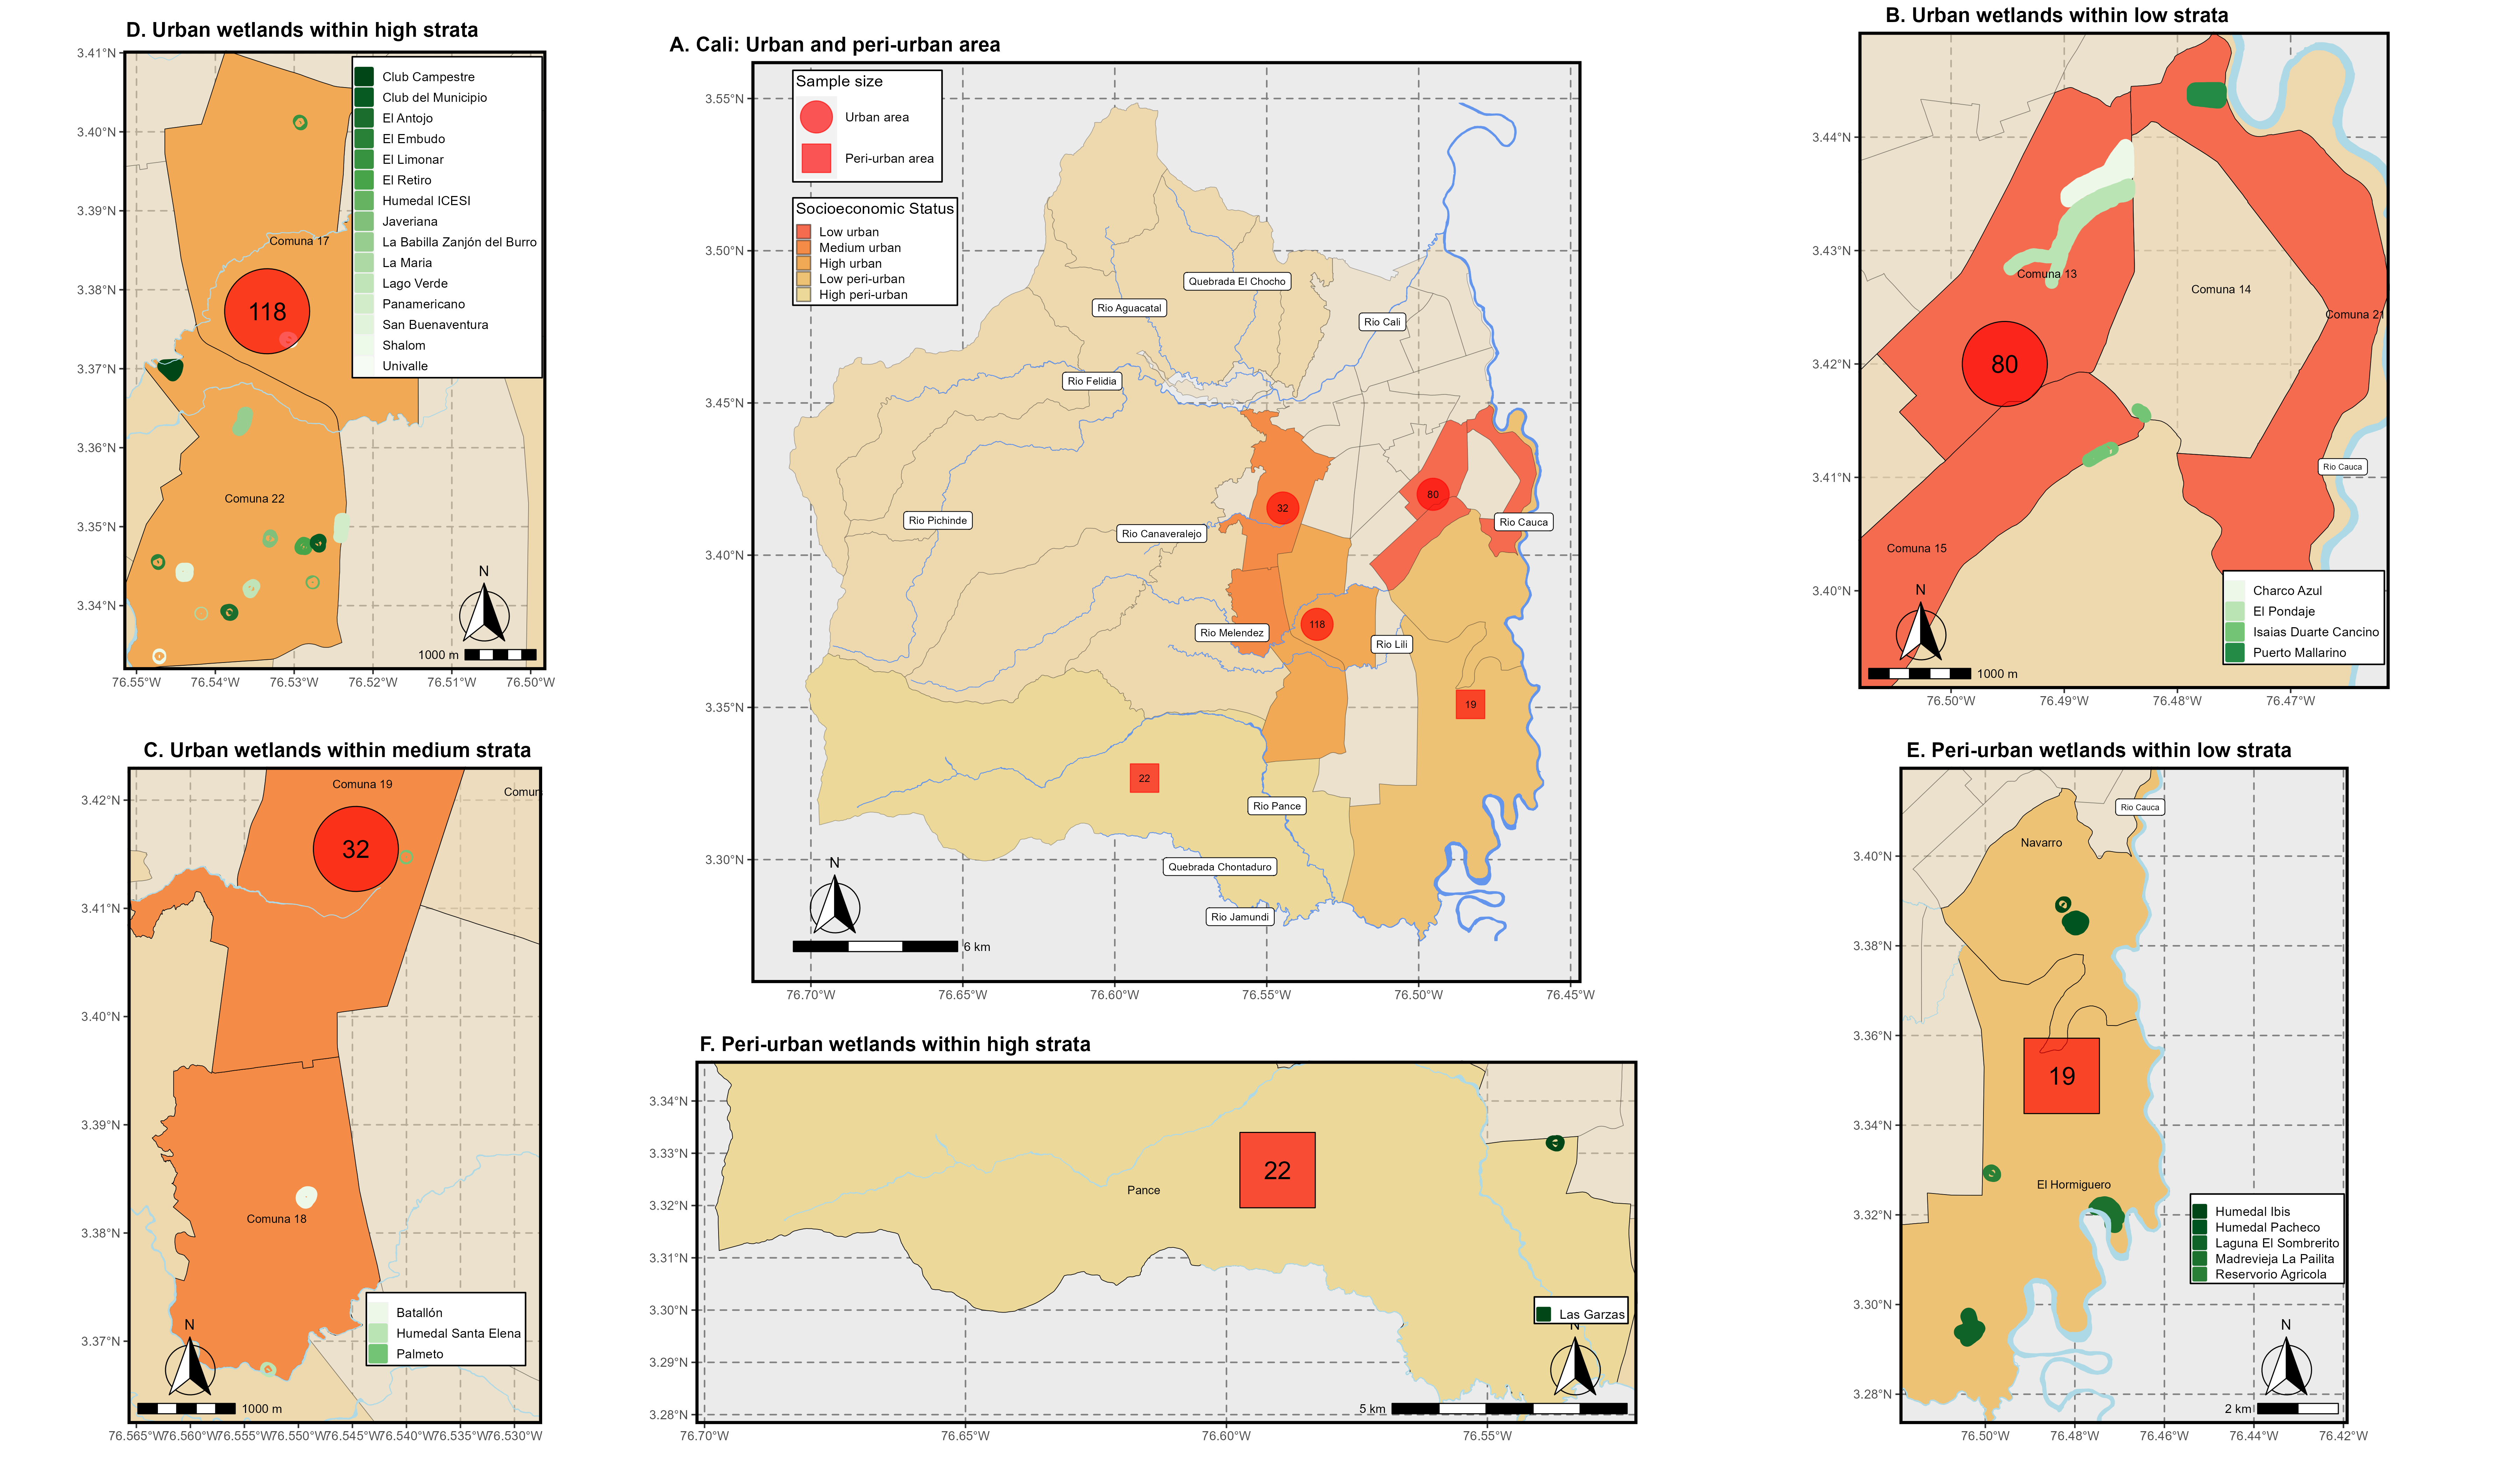 D. Urban wetlands within high strata
3.41°N
3.40°N
3.39°N
3.38°N
3.37°N
3.36°N
3.35°N
3.34°N
Club Campestre
Club del Municipio
El Antojo
El Embudo
El Limonar
El Retiro
Humedal ICESI
Javeriana
La Babilla Zanjón del Burro
La Maria
Lago Verde
Panamericano
San Buenaventura
Shalom
Univalle
Comuna 17
118
Comuna 22
N
1000 m
76.55°W
76.54°W
76.53°W
76.52°W
76.51°W
76.50°W
A. Cali: Urban and peri-urban area
Sample size
Urban area
Peri-urban area
Socioeconomic Status
Low urban
Medium urban
High urban
Low peri-urban
High peri-urban
3.55°N
3.50°N
3.45°N
3.40°N
3.35°N
3.30°N
Quebrada El Chocho
Rio Aguacatal
Rio Cali
Rio Felidia
80
32
Rio Pichinde
Rio Cauca
Rio Canaveralejo
118
Rio Melendez
Rio Lili
19
22
Rio Pance
Quebrada Chontaduro
Rio Jamundi
N
6 km
76.70°W
76.65°W
76.60°W
76.55°W
76.50°W
76.45°W
B. Urban wetlands within low strata
3.44°N
3.43°N
3.42°N
3.41°N
3.40°N
Comuna 13
Comuna 14
Comuna 21
80
Rio Cauca
Comuna 15
N
1000 m
Charco Azul
El Pondaje
Isaias Duarte Cancino
Puerto Mallarino
76.50°W
76.49°W
76.48°W
76.47°W
C. Urban wetlands within medium strata
3.42°N
3.41°N
3.40°N
3.39°N
3.38°N
3.37°N
Comuna 19
Comun
32
Comuna 18
Batallón
Humedal Santa Elena
Palmeto
N
1000 m
76.565°W
76.560°W
76.555°W
76.550°W
76.545°W
76.540°W
76.535°W
76.530°W
F. Peri-urban wetlands within high strata
3.34°N
3.33°N
3.32°N
3.31°N
3.30°N
3.29°N
3.28°N
22
Pance
Las Garzas
N
5 km
76.70°W
76.65°W
76.60°W
76.55°W
E. Peri-urban wetlands within low strata
3.40°N
3.38°N
3.36°N
3.34°N
3.32°N
3.30°N
3.28°N
Rio Cauca
Navarro
19
El Hormiguero
Humedal Ibis
Humedal Pacheco
Laguna El Sombrerito
Madrevieja La Pailita
Reservorio Agricola
N
2 km
76.50°W
76.48°W
76.46°W
76.44°W
76.42°W